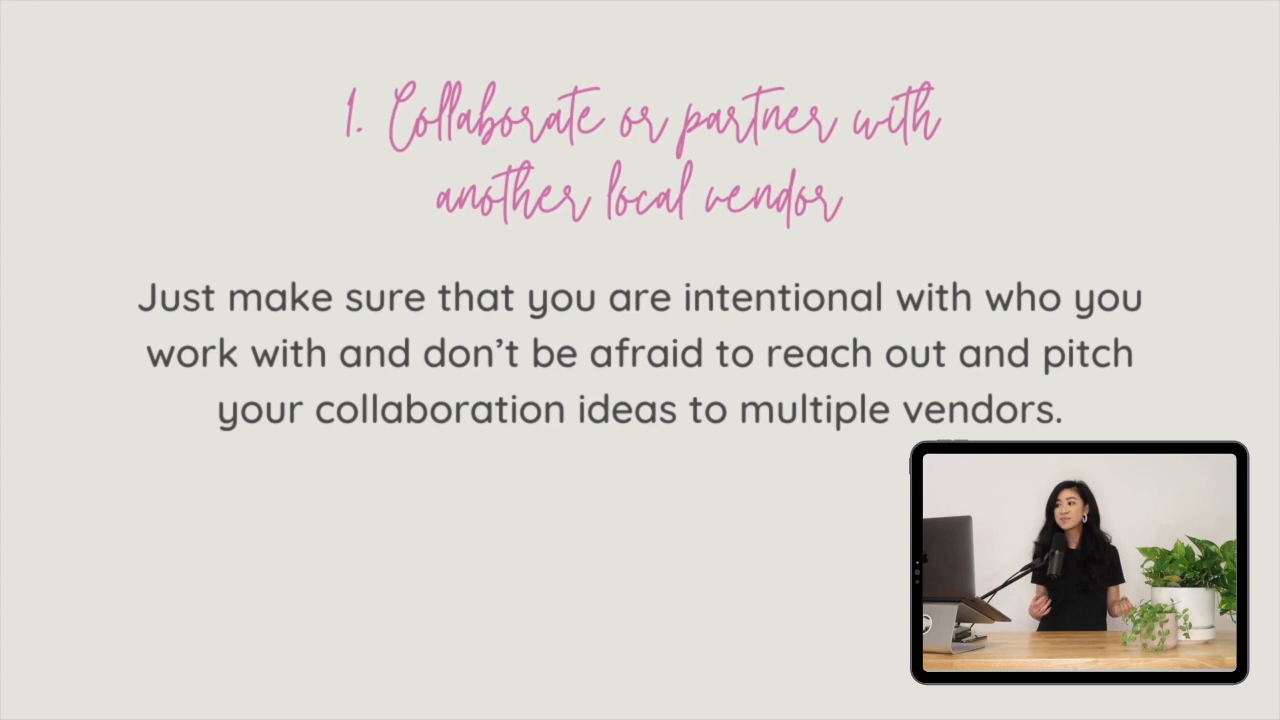 1. Collaborate or partner with
another local vendor
Just make sure that you are intentional with who you
work with and don’t be afraid to reach out and pitch
your collaboration ideas to multiple vendors.